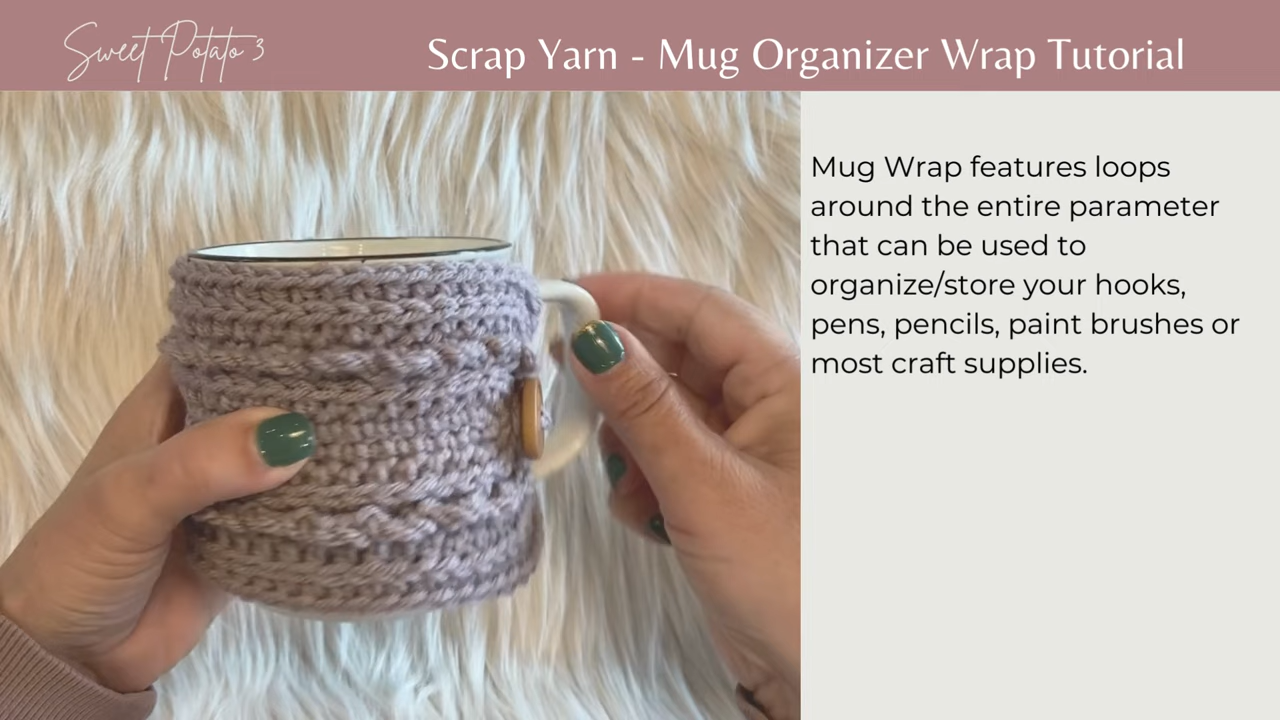 Sweet Potato 3
Scrap Yarn - Mug Organizer Wrap Tutorial
Mug Wrap features loops
around the entire parameter
that can be used to
organize/store your hooks,
pens, pencils, paint brushes or
most craft supplies.